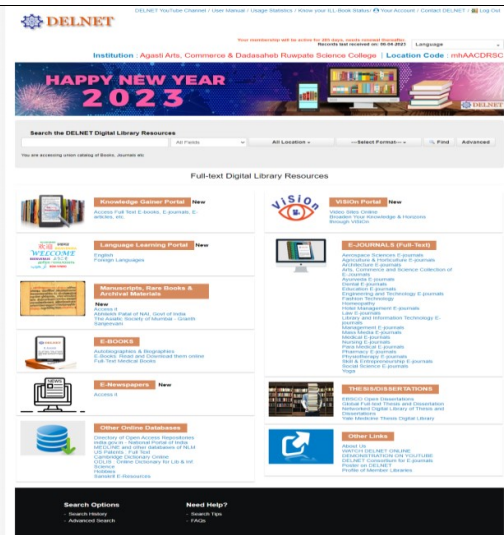 DELNET
DELNET YouTube Channel / User Manual / Usage Statistics / Know your ILL-Book Status/ Your Account / Contact DELNET / Log Out
Your membership will be active for 285 days, needs renewal thereafter.
Records last received on: 06.04.2023
Language
Institution : Agasti Arts, Commerce & Dadasaheb Rupwate Science College | Location Code : mhAACDRSC
HAPPY NEW YEAR
2023
DELNET
Search the DELNET Digital Library Resources
All Fields
All Location
---Select Format---
Find
Advanced
You are accessing union catalog of Books, Journals etc
Full-text Digital Library Resources
Knowledge Gainer Portal New
Access Full Text E-books, E-journals, E-articles, etc.
Language Learning Portal New
English
Foreign Languages
WELCOME
Manuscripts, Rare Books & Archival Materials
New
Access it
Abhilekh Patal of NAI, Govt of India
The Asiatic Society of Mumbai - Granth Sanjeevani
E-BOOKS
Autobiographies & Biographies
E-Books, Read and Download them online
Full-Text Medical Books
NEWS
E-Newspapers New
Access it
Other Online Databases
Directory of Open Access Repositories
india.gov.in - National Portal of India
MEDLINE and other databases of NLM
US Patents : Full Text
Cambridge Dictionary Online
ODLIS : Online Dictionary for Lib & Inf. Science
Hobbies
Sanskrit E-Resources
VISION
VISIOn Portal New
Video Sites Online
Broaden Your Knowledge & Horizons through VISIOn
E-JOURNALS (Full-Text)
Aerospace Sciences E-journals
Agriculture & Horticulture E-journals
Architecture E-journals
Arts, Commerce and Science Collection of E-Journals
Ayurveda E-journals
Dental E-journals
Education E-journals
Engineering and Technology E-journals
Fashion Technology
Homeopathy
Hotel Management E-journals
Law E-journals
Library and Information Technology E-journals
Management E-journals
Mass Media E-journals
Medical E-journals
Nursing E-journals
Para Medical E-journals
Pharmacy E-journals
Physiotherapy E-journals
Skill & Entrepreneurship E-journals
Social Science E-journals
Yoga
THESIS/DISSERTATIONS
EBSCO Open Dissertations
Global Full text Thesis and Dissertation
Networked Digital Library of Thesis and Dissertations
Yale Medicine Thesis Digital Library
Other Links
About Us
WATCH DELNET ONLINE
DEMONSTRATION ON YOUTUBE
DELNET Consortium for E-journals
Poster on DELNET
Profile of Member Libraries
Search Options
- Search History
- Advanced Search
Need Help?
- Search Tips
- FAQs